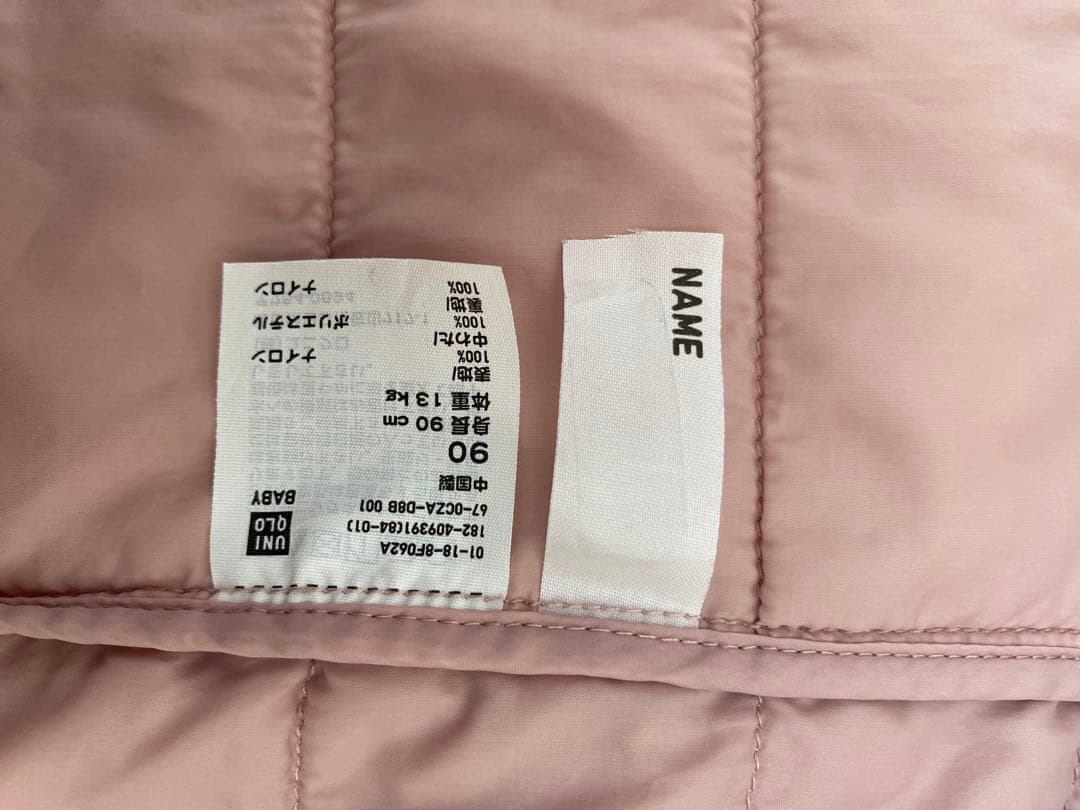 UNI
QLO
BABY
01-18-8F062A
182-409391(84-01)
67-0CZA-D8B 001
中国製
90
身長 90 cm
体重 13 kg
表地/
100%
ナイロン
中わた/
100%
ポリエステル
裏地/
100%
ナイロン
NAME